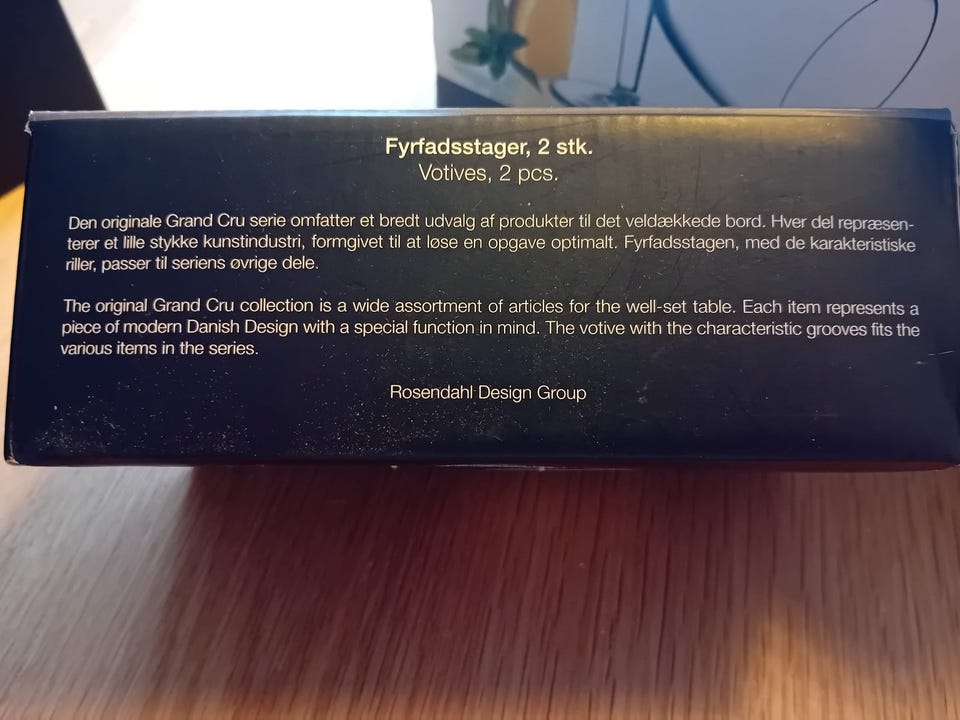 Fyrfadsstager, 2 stk.
Votives, 2 pcs.
Den originale Grand Cru serie omfatter et bredt udvalg af produkter til det veldækkede bord. Hver del repræsen-
terer et lille stykke kunstindustri, formgivet til at løse en opgave optimalt. Fyrfadsstagen, med de karakteristiske
riller, passer til seriens øvrige dele.
The original Grand Cru collection is a wide assortment of articles for the well-set table. Each item represents a
piece of modern Danish Design with a special function in mind. The votive with the characteristic grooves fits the
various items in the series.
Rosendahl Design Group